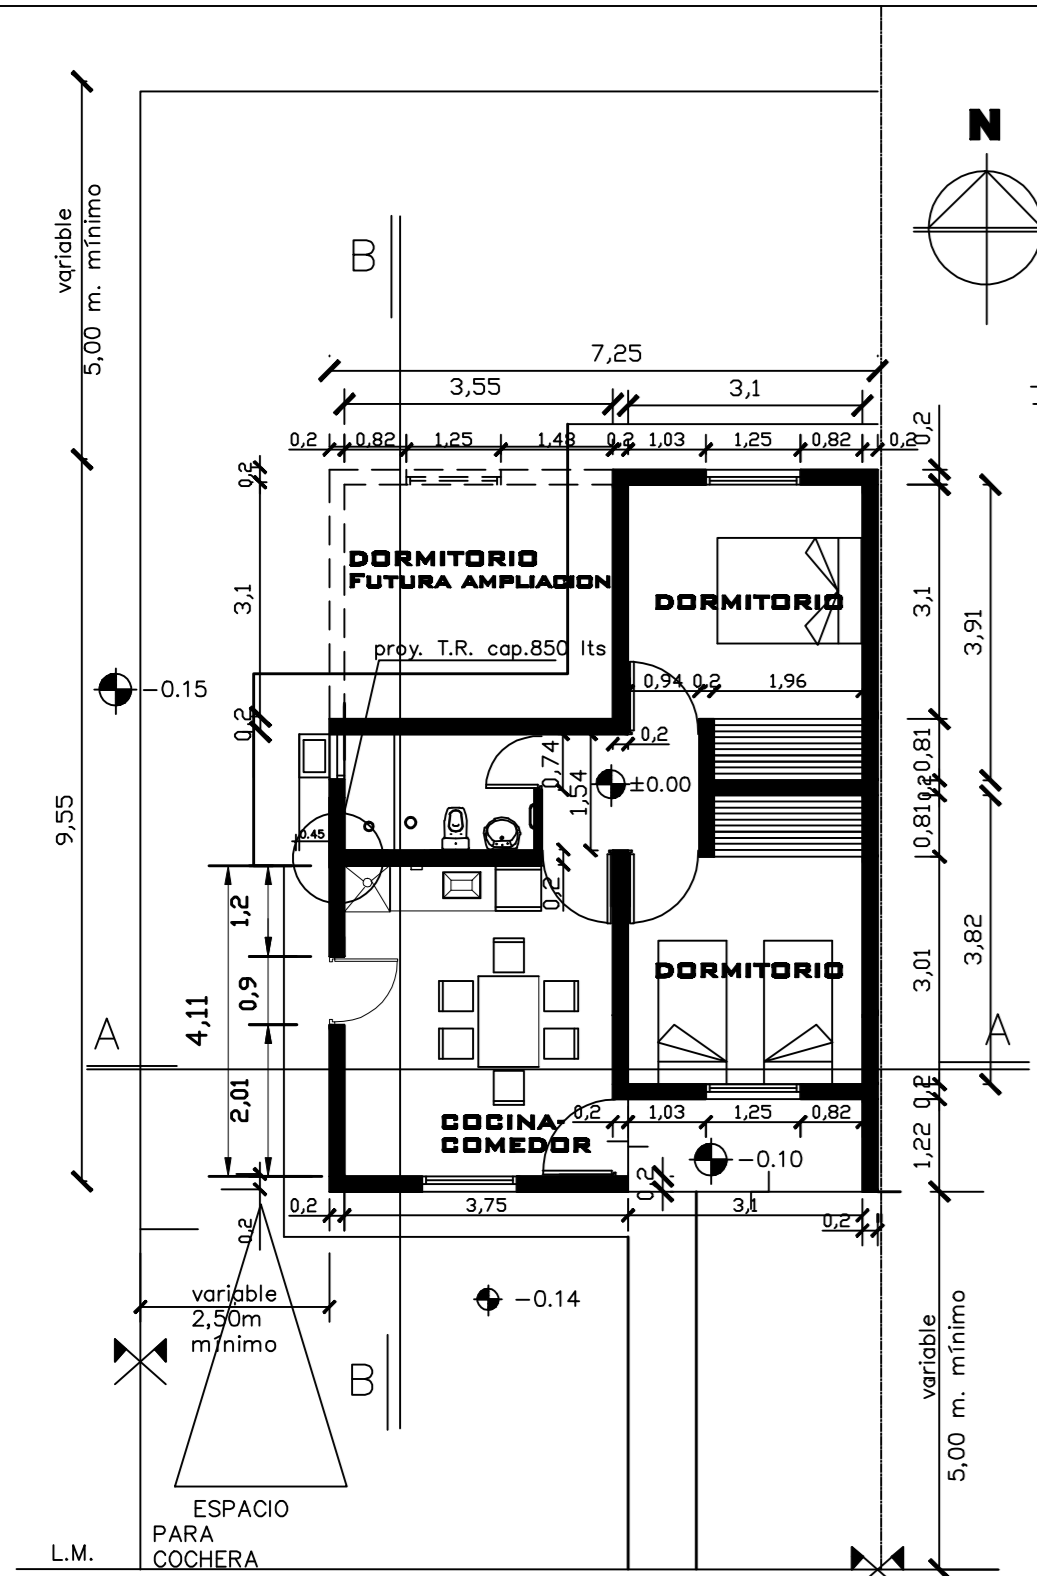 N
variable
5,00 m. mínimo
B
7,25
3,55
3,1
0,2
0,82
1,25
1,48
0,2
1,03
1,25
0,82
0,2
0,2
0,2
DORMITORIO
FUTURA AMPLIACION
DORMITORIO
3,1
3,1
3,91
proy. T.R. cap.850 lts
-0.15
0,94
0,2
1,96
0,2
0,2
0,74
1,54
±0.00
0,81
0,2
0,81
9,55
0.45
0,2
1,2
0,9
4,11
2,01
3,82
3,01
DORMITORIO
A
A
COCINA-
COMEDOR
0,2
1,03
1,25
0,82
0,2
1,22
-0.10
0,2
0,2
3,75
3,1
0,2
0,2
variable
2,50m
mínimo
-0.14
B
variable
5,00 m. mínimo
ESPACIO
PARA
COCHERA
L.M.